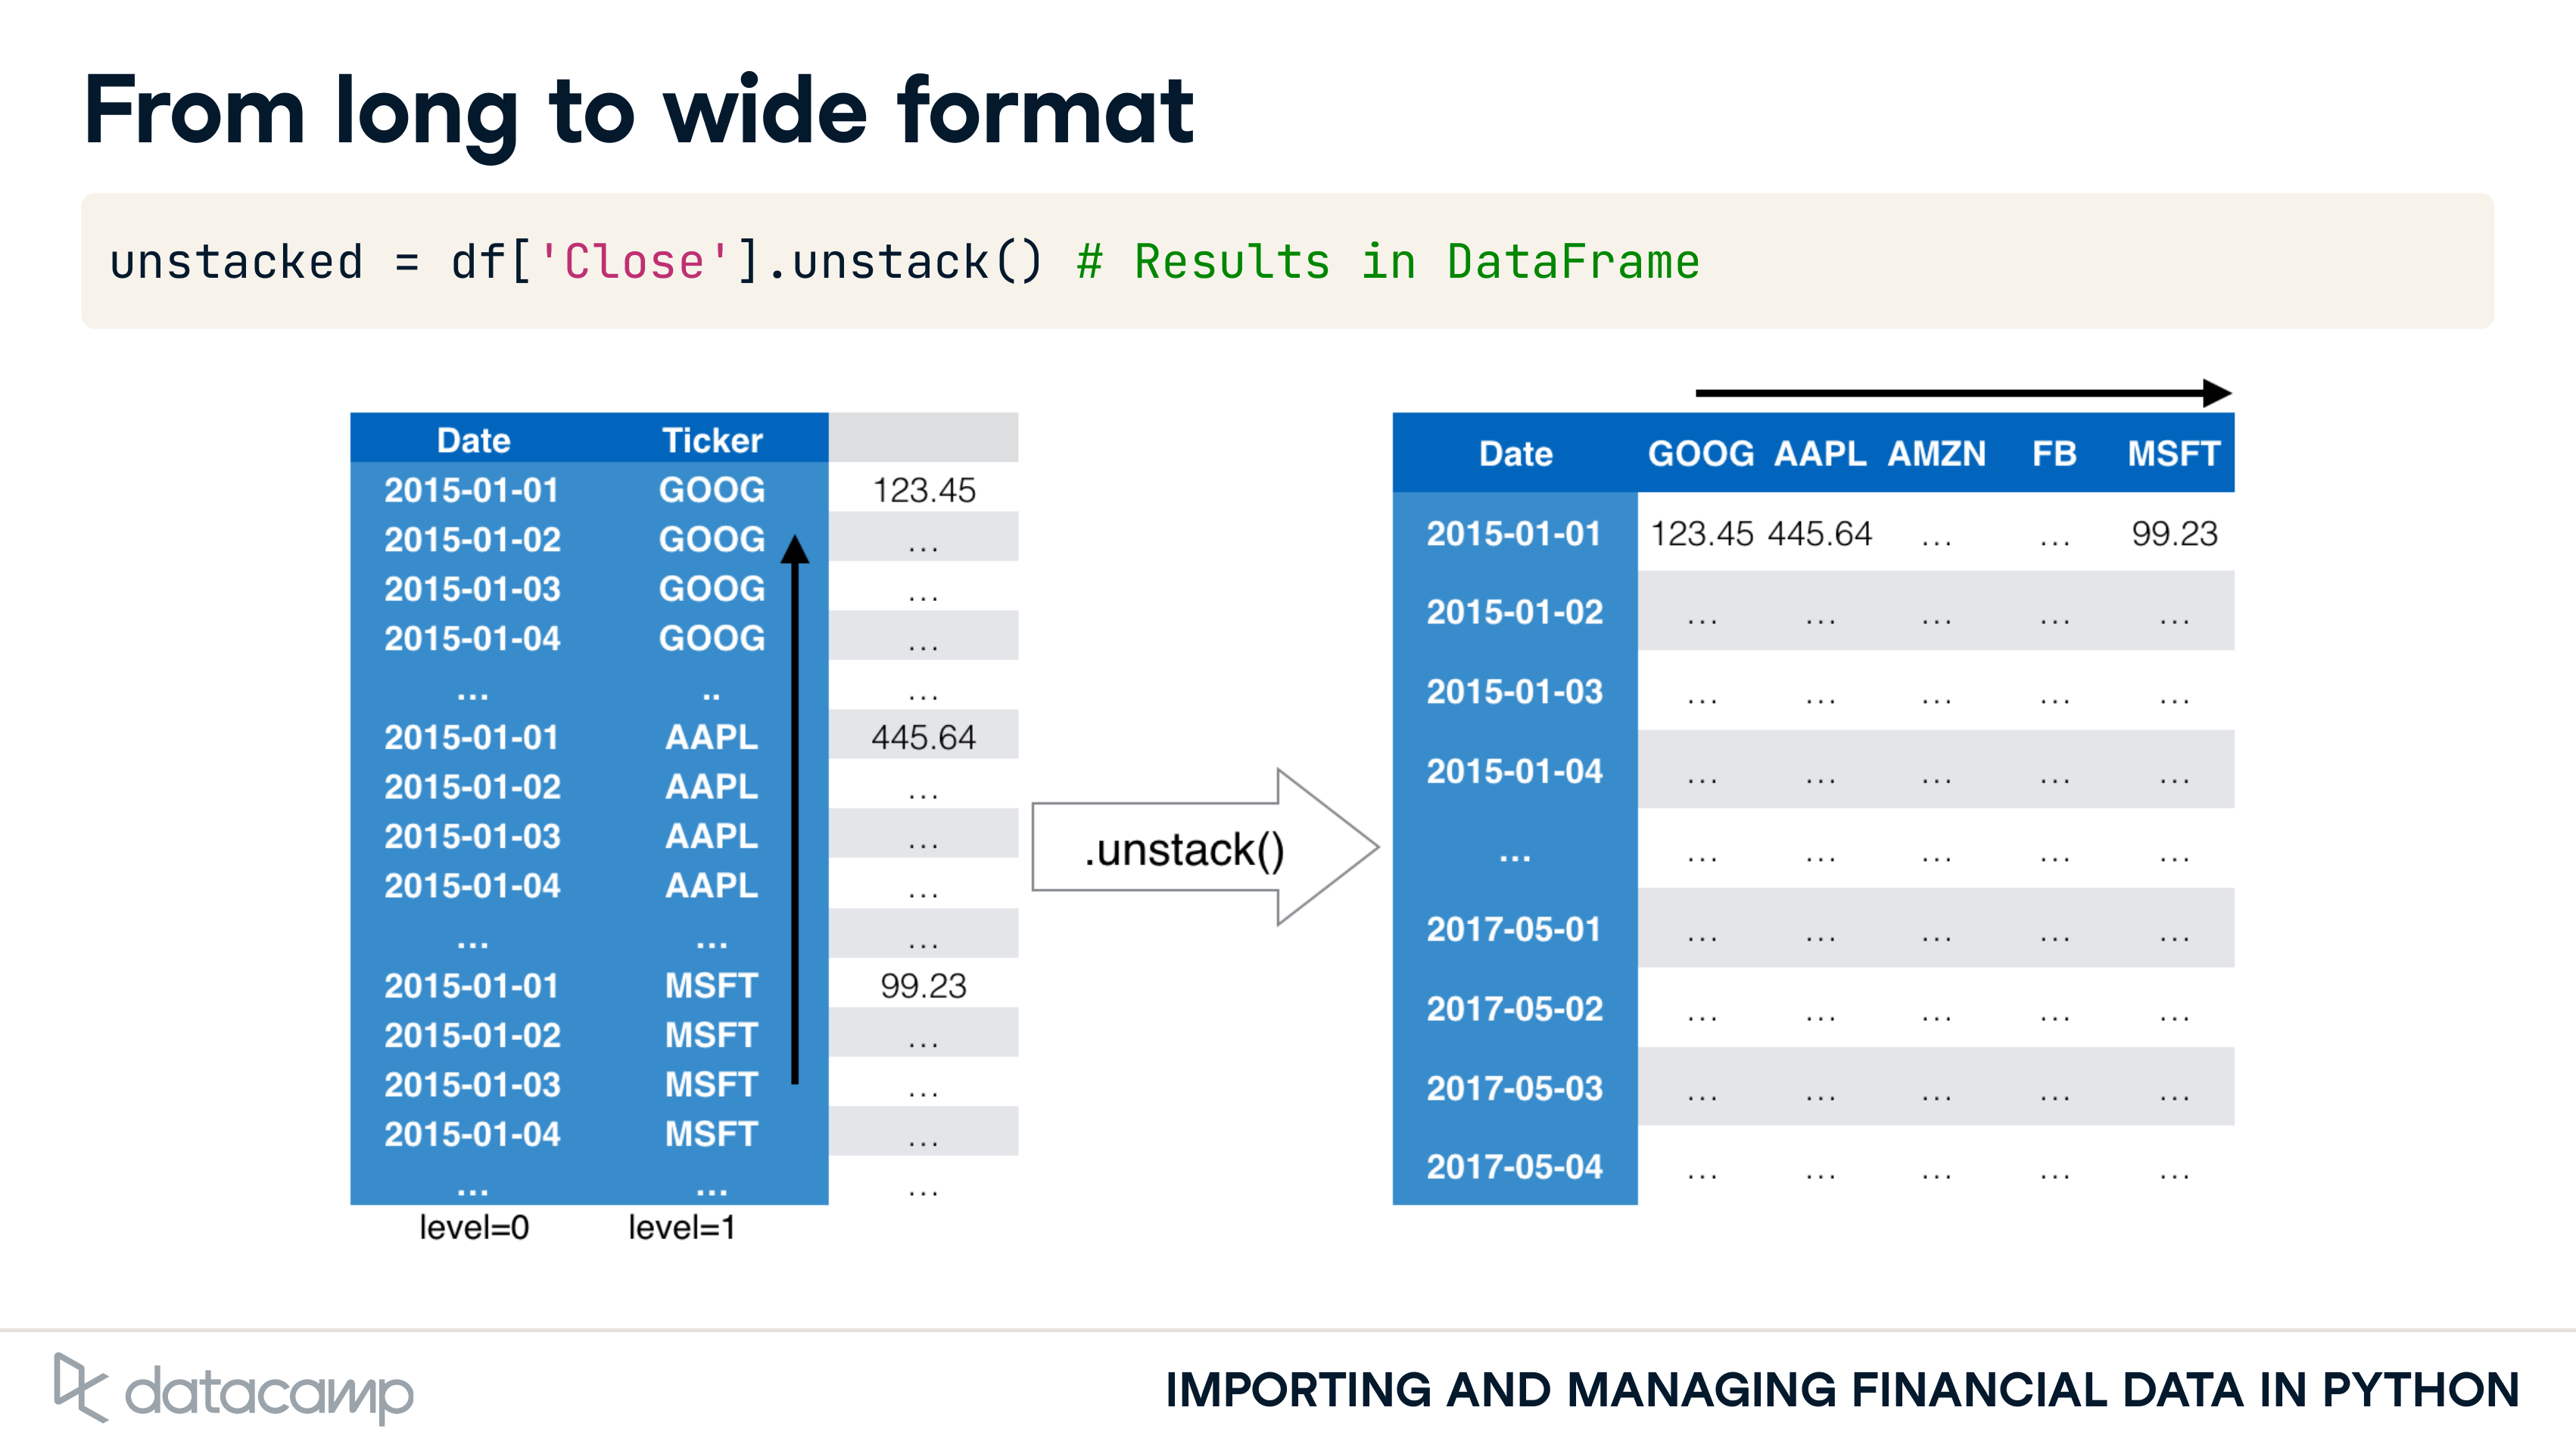 From long to wide format
unstacked = df['Close'].unstack() # Results in DataFrame
Date Ticker
2015-01-01 GOOG 123.45
2015-01-02 GOOG ...
2015-01-03 GOOG ...
2015-01-04 GOOG ...
... .. ...
2015-01-01 AAPL 445.64
2015-01-02 AAPL ...
2015-01-03 AAPL ...
2015-01-04 AAPL ...
... ... ...
2015-01-01 MSFT 99.23
2015-01-02 MSFT ...
2015-01-03 MSFT ...
2015-01-04 MSFT ...
... ... ...
level=0 level=1
.unstack()
Date GOOG AAPL AMZN FB MSFT
2015-01-01 123.45 445.64 ... ... 99.23
2015-01-02 ... ... ... ... ...
2015-01-03 ... ... ... ... ...
2015-01-04 ... ... ... ... ...
... ... ... ... ... ...
2017-05-01 ... ... ... ... ...
2017-05-02 ... ... ... ... ...
2017-05-03 ... ... ... ... ...
2017-05-04 ... ... ... ... ...
datacamp
IMPORTING AND MANAGING FINANCIAL DATA IN PYTHON